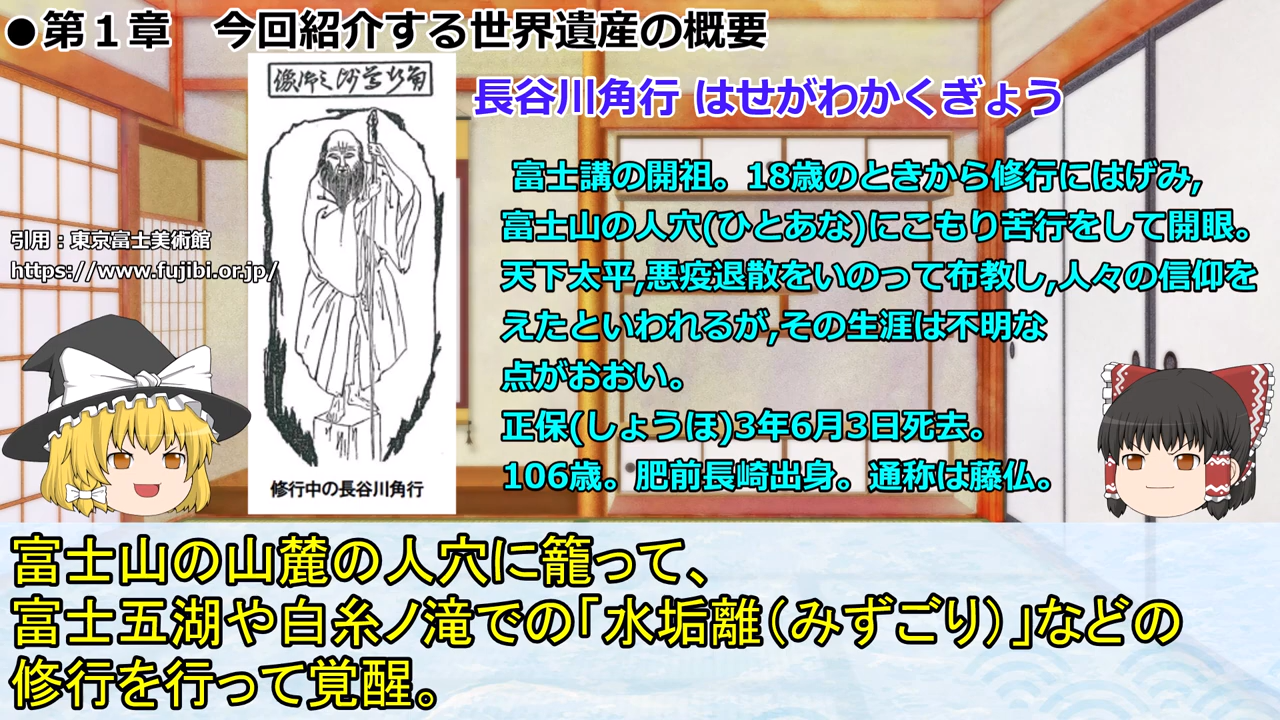 ●第１章　今回紹介する世界遺産の概要
長谷川角行 はせがわかくぎょう
富士講の開祖。18歳のときから修行にはげみ,
富士山の人穴(ひとあな)にこもり苦行をして開眼。
天下太平,悪疫退散をいのって布教し,人々の信仰を
えたといわれるが,その生涯は不明な
点がおおい。
正保(しょうほ)3年6月3日死去。
106歳。肥前長崎出身。通称は藤仏。
引用：東京富士美術館
https://www.fujibi.or.jp/
修行中の長谷川角行
富士山の山麓の人穴に籠って、
富士五湖や白糸ノ滝での「水垢離（みずごり）」などの
修行を行って覚醒。